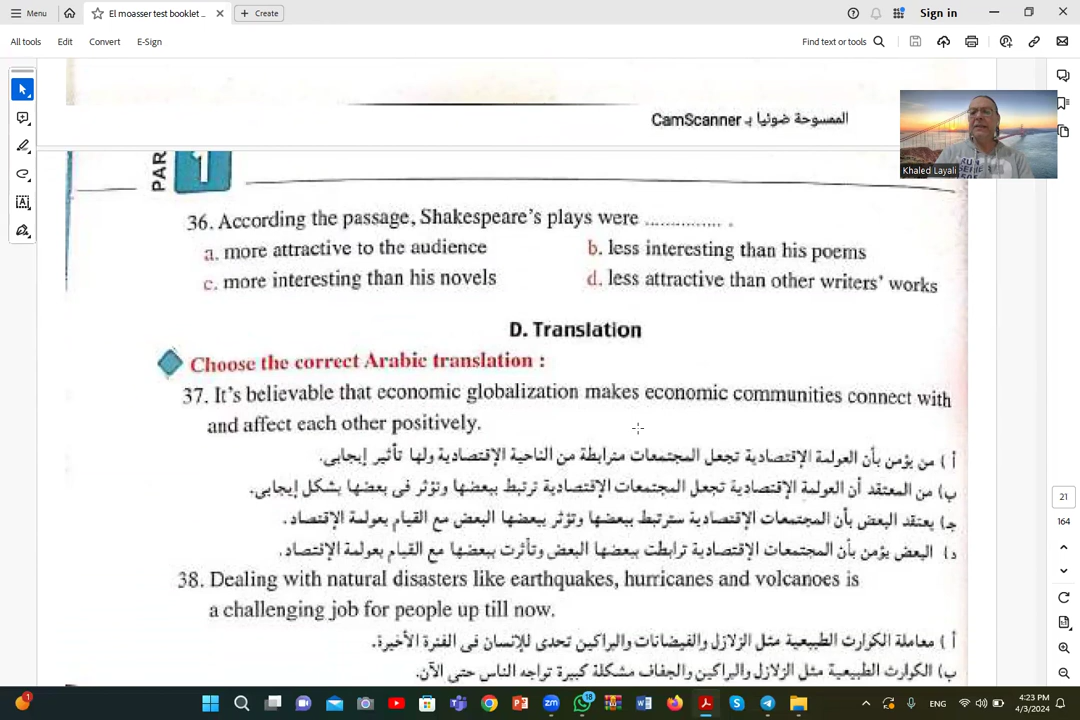 Menu
El moasser test booklet ...
Create
Sign in
All tools
Edit
Convert
E-Sign
Find text or tools
الممسوحة ضوئيا بـ CamScanner
Khaled Layali
PAR
1
36. According the passage, Shakespeare's plays were ............... .
a. more attractive to the audience
b. less interesting than his poems
c. more interesting than his novels
d. less attractive than other writers' works
D. Translation
Choose the correct Arabic translation :
37. It's believable that economic globalization makes economic communities connect with
and affect each other positively.
أ ) من يؤمن بأن العولمة الإقتصادية تجعل المجتمعات مترابطة من الناحية الإقتصادية ولها تأثير إيجابى.
ب) من المعتقد أن العولمة الإقتصادية تجعل المجتمعات الإقتصادية ترتبط ببعضها وتؤثر فى بعضها بشكل إيجابى.
جـ) يعتقد البعض بأن المجتمعات الإقتصادية سترتبط ببعضها وتؤثر ببعضها البعض مع القيام بعولمة الإقتصاد.
د) البعض يؤمن بأن المجتمعات الإقتصادية ترابطت ببعضها البعض وتأثرت ببعضها مع القيام بعولمة الإقتصاد.
38. Dealing with natural disasters like earthquakes, hurricanes and volcanoes is
a challenging job for people up till now.
أ ) معاملة الكوارث الطبيعية مثل الزلازل والفيضانات والبراكين تحدى للإنسان فى الفترة الأخيرة.
ب) الكوارث الطبيعية مثل الزلازل والبراكين والجفاف مشكلة كبيرة تواجه الناس حتى الآن.
21
164
1
18
ENG
4:23 PM
4/3/2024